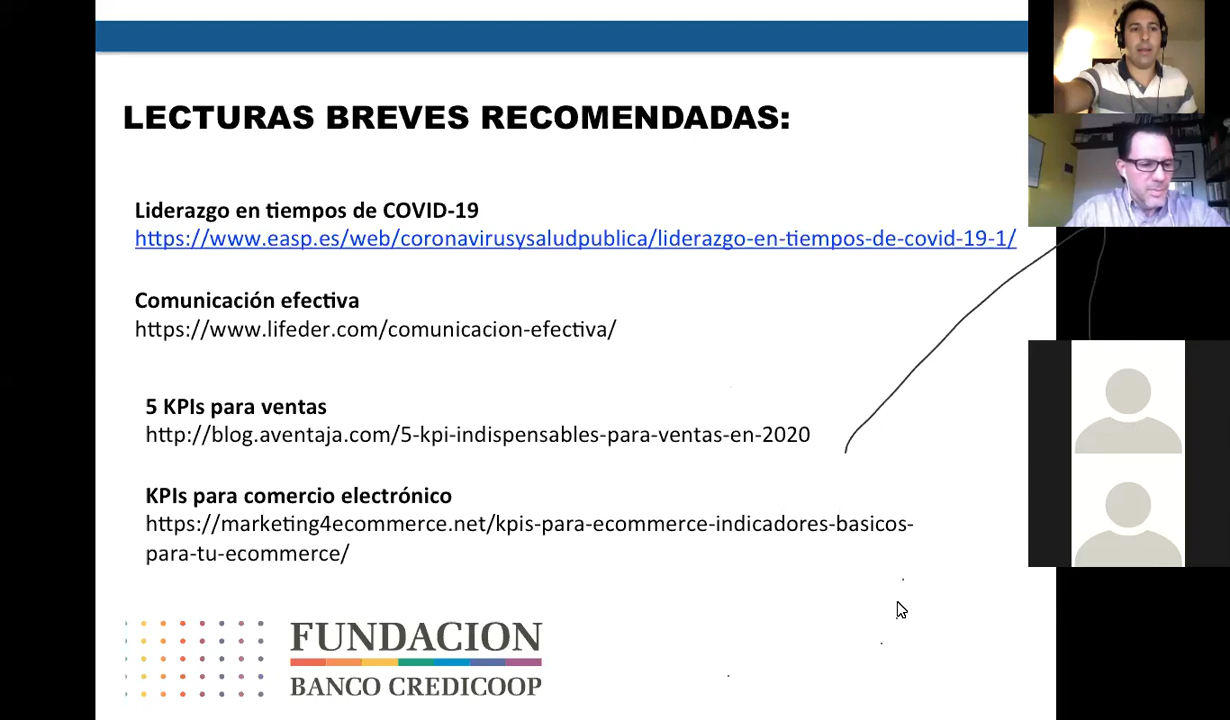 LECTURAS BREVES RECOMENDADAS:
Liderazgo en tiempos de COVID-19
https://www.easp.es/web/coronavirusysaludpublica/liderazgo-en-tiempos-de-covid-19-1/
Comunicación efectiva
https://www.lifeder.com/comunicacion-efectiva/
5 KPIs para ventas
http://blog.aventaja.com/5-kpi-indispensables-para-ventas-en-2020
KPIs para comercio electrónico
https://marketing4ecommerce.net/kpis-para-ecommerce-indicadores-basicos-
para-tu-ecommerce/
FUNDACION
BANCO CREDICOOP